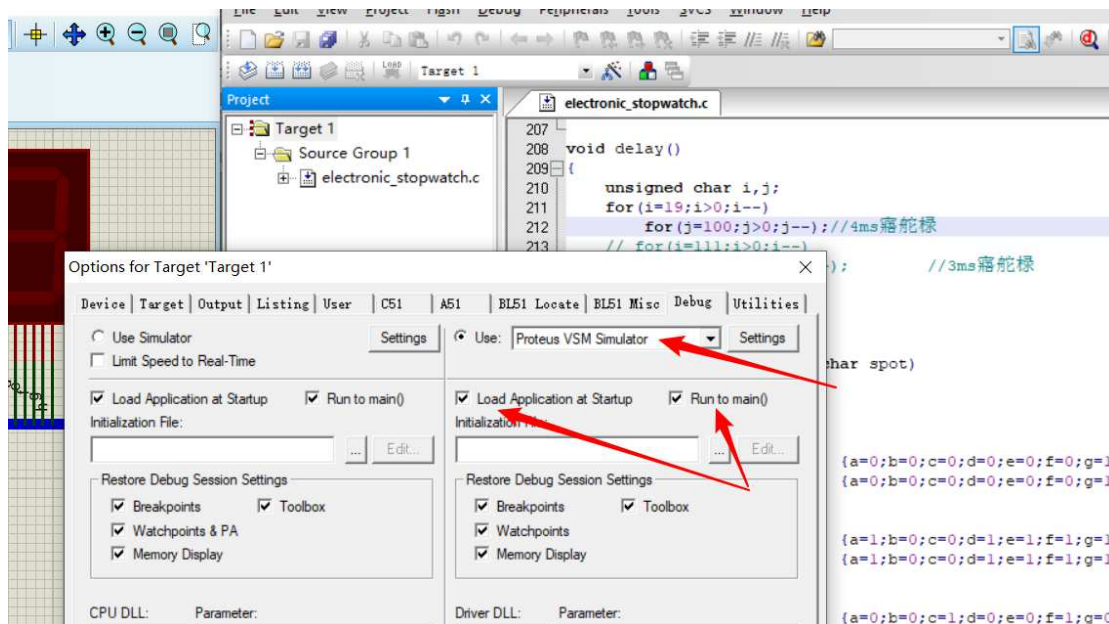 File Edit View Project Flash Debug Peripherals Tools SVCS Window Help
LOAD
Target 1
Project
electronic_stopwatch.c
Target 1
Source Group 1
electronic_stopwatch.c
207
208 void delay()
209 {
210 unsigned char i,j;
211 for(i=19;i>0;i--)
212 for(j=100;j>0;j--);//4ms寤舵椂
213 // for(i=111;i>0;i--)
); //3ms寤舵椂
char spot)
{a=0;b=0;c=0;d=0;e=0;f=0;g=1
{a=0;b=0;c=0;d=0;e=0;f=0;g=1
{a=1;b=0;c=0;d=1;e=1;f=1;g=1
{a=1;b=0;c=0;d=1;e=1;f=1;g=1
{a=0;b=0;c=1;d=0;e=0;f=1;g=0
Options for Target 'Target 1'
Device Target Output Listing User C51 A51 BL51 Locate BL51 Misc Debug Utilities
Use Simulator Settings
Limit Speed to Real-Time
Use: Proteus VSM Simulator Settings
Load Application at Startup Run to main()
Initialization File:
... Edit...
Restore Debug Session Settings
Breakpoints Toolbox
Watchpoints & PA
Memory Display
CPU DLL: Parameter:
Load Application at Startup Run to main()
Initialization File:
... Edit...
Restore Debug Session Settings
Breakpoints Toolbox
Watchpoints
Memory Display
Driver DLL: Parameter: